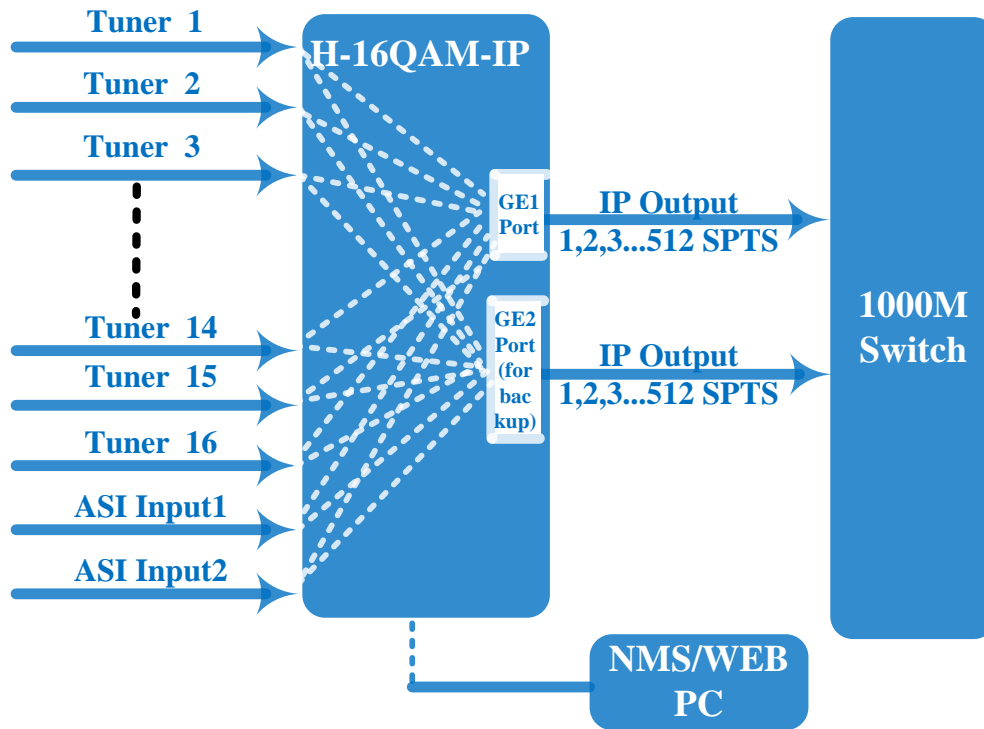 Tuner 1
Tuner 2
Tuner 3
Tuner 14
Tuner 15
Tuner 16
ASI Input1
ASI Input2
H-16QAM-IP
GE1
Port
GE2
Port
(for
bac
kup)
IP Output
1,2,3...512 SPTS
IP Output
1,2,3...512 SPTS
1000M
Switch
NMS/WEB
PC